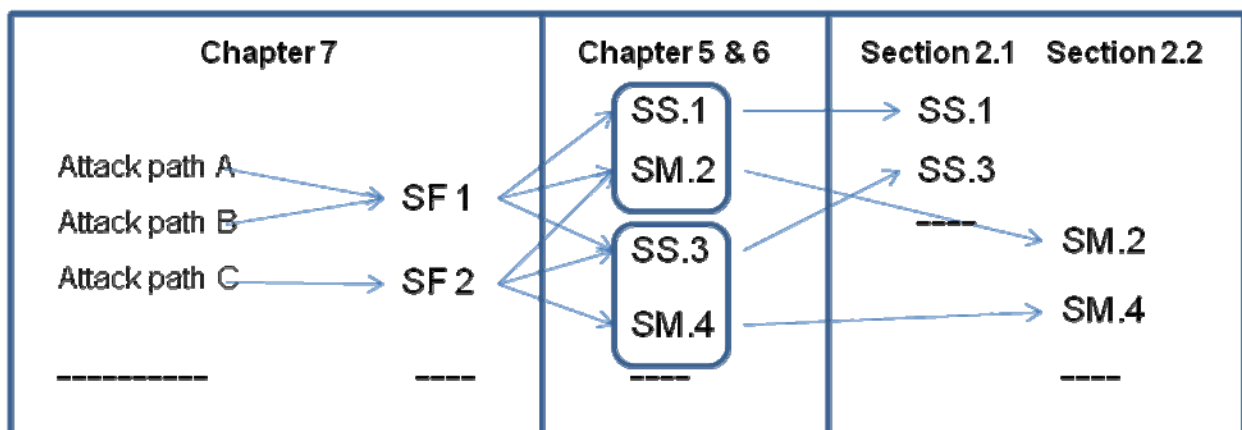 Chapter 7
Attack path A
Attack path B
Attack path C
----------
SF 1
SF 2
----
Chapter 5 & 6
SS.1
SM.2
SS.3
SM.4
----
Section 2.1
SS.1
SS.3
----
Section 2.2
SM.2
SM.4
----